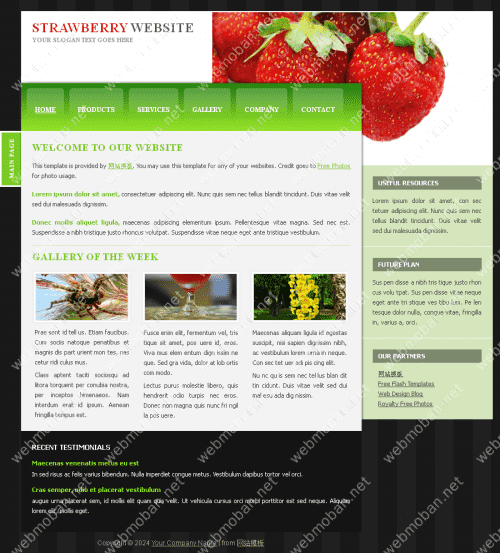 STRAWBERRY WEBSITE
YOUR SLOGAN TEXT GOES HERE
HOME
PRODUCTS
SERVICES
GALLERY
COMPANY
CONTACT
MAIN PAGE
WELCOME TO OUR WEBSITE
This template is provided by 网站模板. You may use this template for any of your websites. Credit goes to Free Photos
for photo usage.
Lorem ipsum dolor sit amet, consectetuer adipiscing elit. Nunc quis sem nec tellus blandit tincidunt. Duis vitae velit
sed dui malesuada dignissim.
Donec mollis aliquet ligula, maecenas adipiscing elementum ipsum. Pellentesque vitae magna. Sed nec est.
Suspendisse a nibh tristique justo rhoncus volutpat. Suspendisse vitae neque eget ante tristique vestibulum.
GALLERY OF THE WEEK
Prae sont id tellus. Etiam faucibus.
Cum sociis natoque penatibus et
magnis dis part urient mon tes, nas
cetur ridi culus mus.
Class aptent taciti sociosqu ad
litora torquent per conubia nostra,
per inceptos himenaeos. Nam
interdum erat id ipsum. Aenean
fringilla tempus est.
Fusce enim elit, fermentum vel, tris
tique sit amet, pos uere id, eros.
Viva mus elem entum dign issim ne
que. Sed gra vida, dolor at lob ortis
com modo.
Lectus purus molestie libero, quis
hendrerit odio turpis nec eros.
Donec non magna quis nunc fri ngil
la pos uere.
Maecenas aliquam ligula id egestas
suscipit, nisi sapien dignissim nibh,
ac vestibulum lorem urna in neque.
Con sec tet uer adi pis cing elit.
Nu nc qu is sem nec tel lus blan dit
tin cidunt. Duis vitae velit sed dui
mal esu ada dig nissim.
USEFUL RESOURCES
Lorem ipsum dolor sit amet, con sec
tetuer adipiscing elit. Nunc quis sem nec
tellus blandit tincidunt. Duis vitae velit
sed dui malesuada dignissim.
FUTURE PLAN
Sus pen disse a nibh tris tique justo rhon
cus volu tpat. Sus pen disse vit ae neque
eget ante tri stique ves tibu lum. Pe llen
tesque dolor nulla, congue vitae, fringilla
in, varius a, orci.
OUR PARTNERS
网站模板
Free Flash Templates
Web Design Blog
Royalty Free Photos
RECENT TESTIMONIALS
Maecenas venenatis metus eu est
In sed risus ac felis varius bibendum. Nulla imperdiet congue metus. Vestibulum dapibus tortor vel orci.
Cras semper, odio et placerat vestibulum
augue urna placerat sem, id mollis elit quam quis velit. Ut vehicula cursus orci morbi porttitor est sed neque. Aliquam
lorem est, mollis eget.
Copyright © 2024 Your Company Name | from 网站模板
webmoban.net